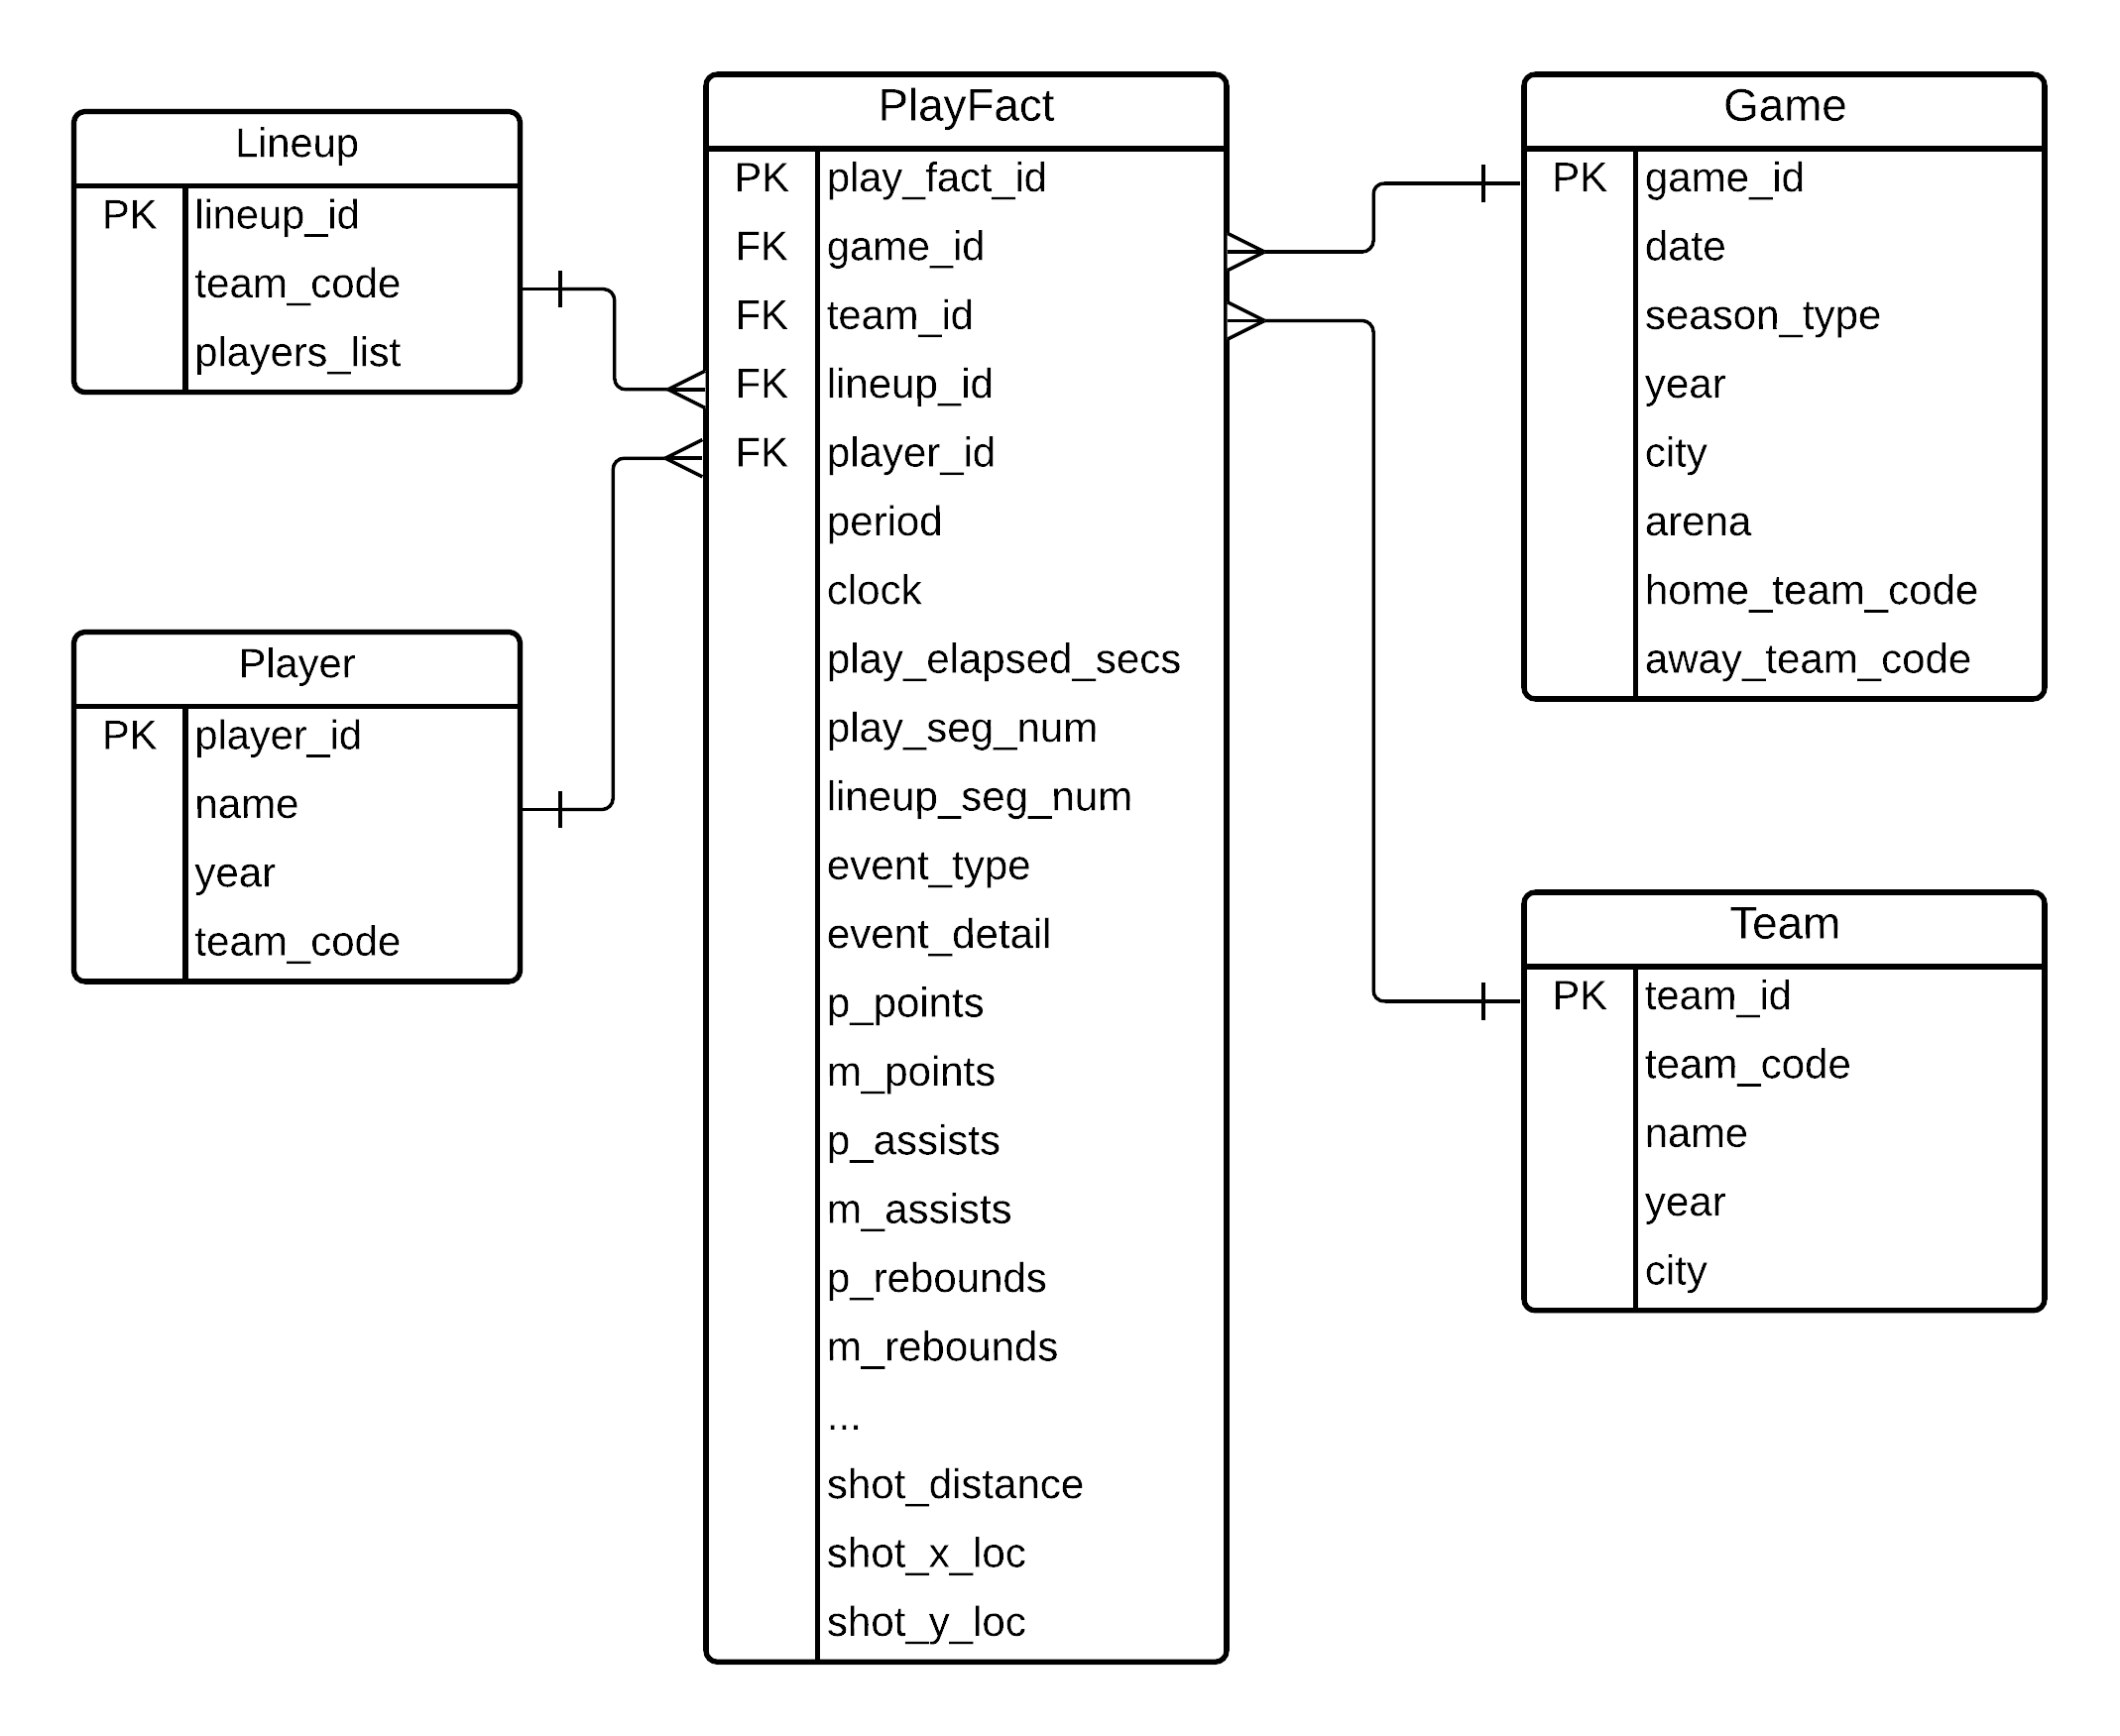 Lineup
PK lineup_id
team_code
players_list
Player
PK player_id
name
year
team_code
PlayFact
PK play_fact_id
FK game_id
FK team_id
FK lineup_id
FK player_id
period
clock
play_elapsed_secs
play_seg_num
lineup_seg_num
event_type
event_detail
p_points
m_points
p_assists
m_assists
p_rebounds
m_rebounds
...
shot_distance
shot_x_loc
shot_y_loc
Game
PK game_id
date
season_type
year
city
arena
home_team_code
away_team_code
Team
PK team_id
team_code
name
year
city